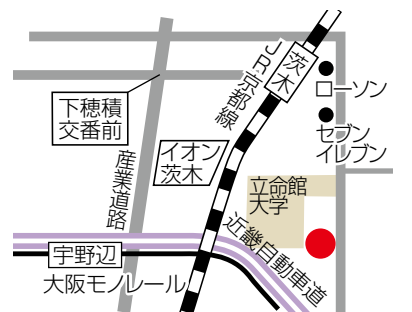 茨木
ローソン
JR京都線
下穂積
交番前
セブン
イレブン
イオン
茨木
産業道路
立命館
大学
近畿自動車道
宇野辺
大阪モノレール